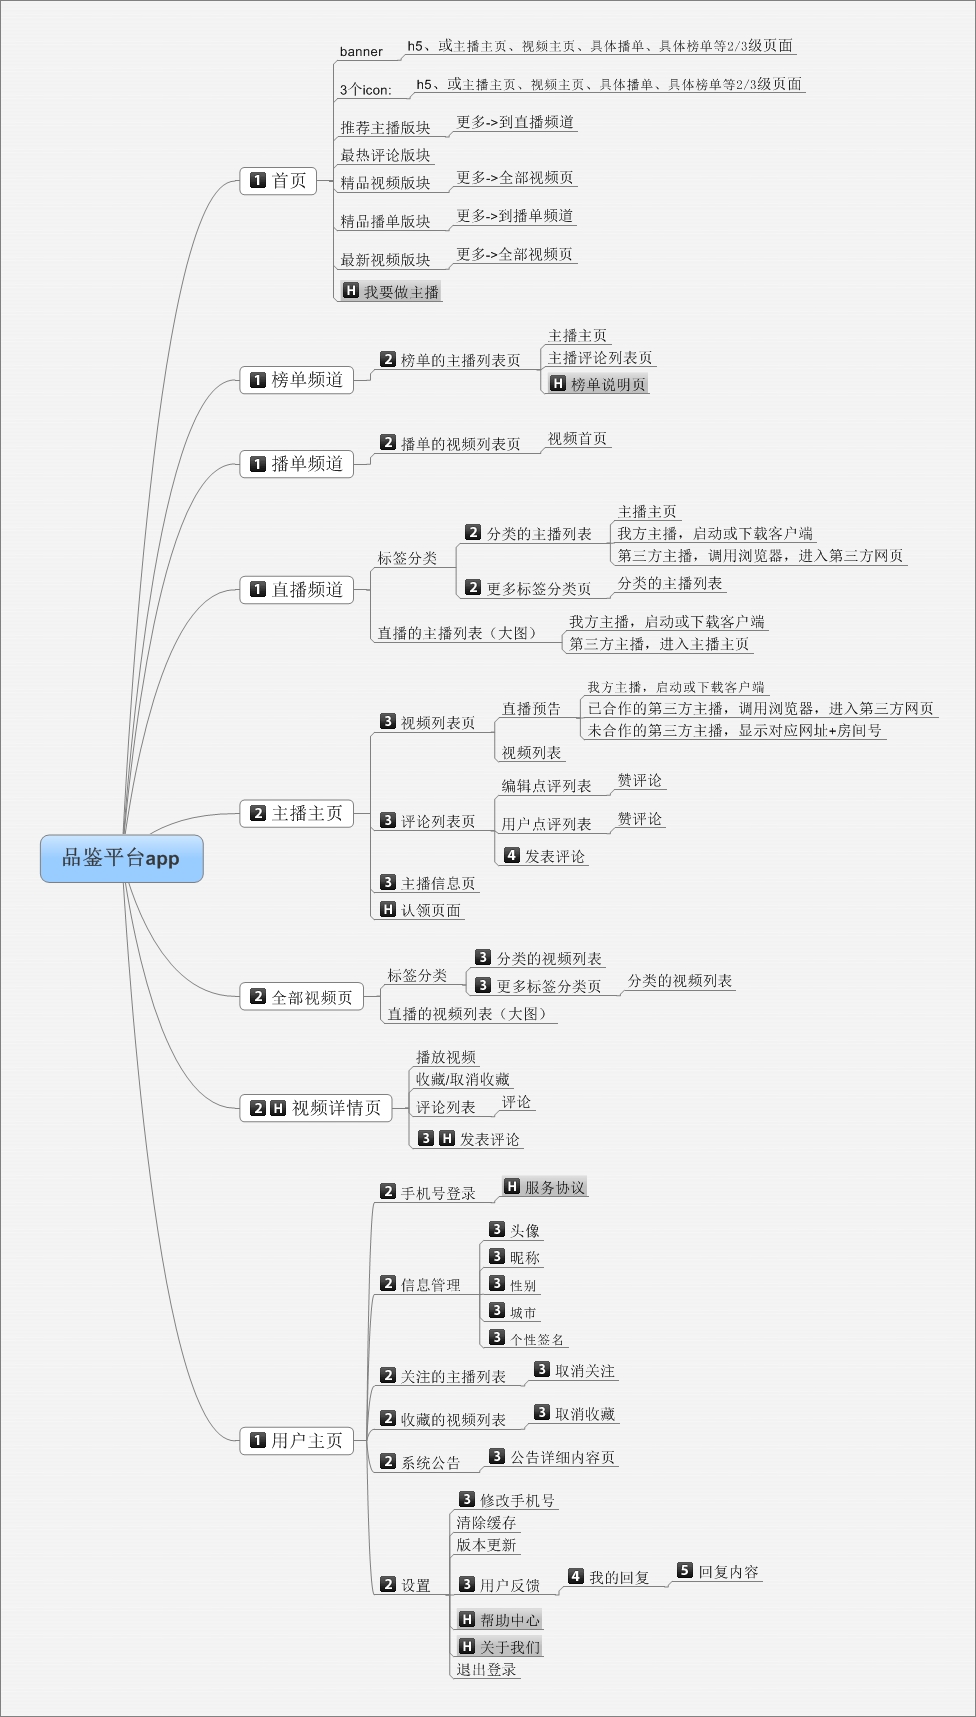 品鉴平台app
1 首页
banner
h5、或主播主页、视频主页、具体播单、具体榜单等2/3级页面
3个icon:
h5、或主播主页、视频主页、具体播单、具体榜单等2/3级页面
推荐主播版块
更多->到直播频道
最热评论版块
精品视频版块
更多->全部视频页
精品播单版块
更多->到播单频道
最新视频版块
更多->全部视频页
H 我要做主播
1 榜单频道
2 榜单的主播列表页
主播主页
主播评论列表页
H 榜单说明页
1 播单频道
2 播单的视频列表页
视频首页
1 直播频道
标签分类
2 分类的主播列表
主播主页
我方主播，启动或下载客户端
第三方主播，调用浏览器，进入第三方网页
2 更多标签分类页
分类的主播列表
直播的主播列表（大图）
我方主播，启动或下载客户端
第三方主播，进入主播主页
2 主播主页
3 视频列表页
直播预告
我方主播，启动或下载客户端
已合作的第三方主播，调用浏览器，进入第三方网页
未合作的第三方主播，显示对应网址+房间号
视频列表
3 评论列表页
编辑点评列表
赞评论
用户点评列表
赞评论
4 发表评论
3 主播信息页
H 认领页面
2 全部视频页
标签分类
3 分类的视频列表
3 更多标签分类页
分类的视频列表
直播的视频列表（大图）
2 H 视频详情页
播放视频
收藏/取消收藏
评论列表
评论
3 H 发表评论
1 用户主页
2 手机号登录
H 服务协议
2 信息管理
3 头像
3 昵称
3 性别
3 城市
3 个性签名
2 关注的主播列表
3 取消关注
2 收藏的视频列表
3 取消收藏
2 系统公告
3 公告详细内容页
2 设置
3 修改手机号
清除缓存
版本更新
3 用户反馈
4 我的回复
5 回复内容
H 帮助中心
H 关于我们
退出登录